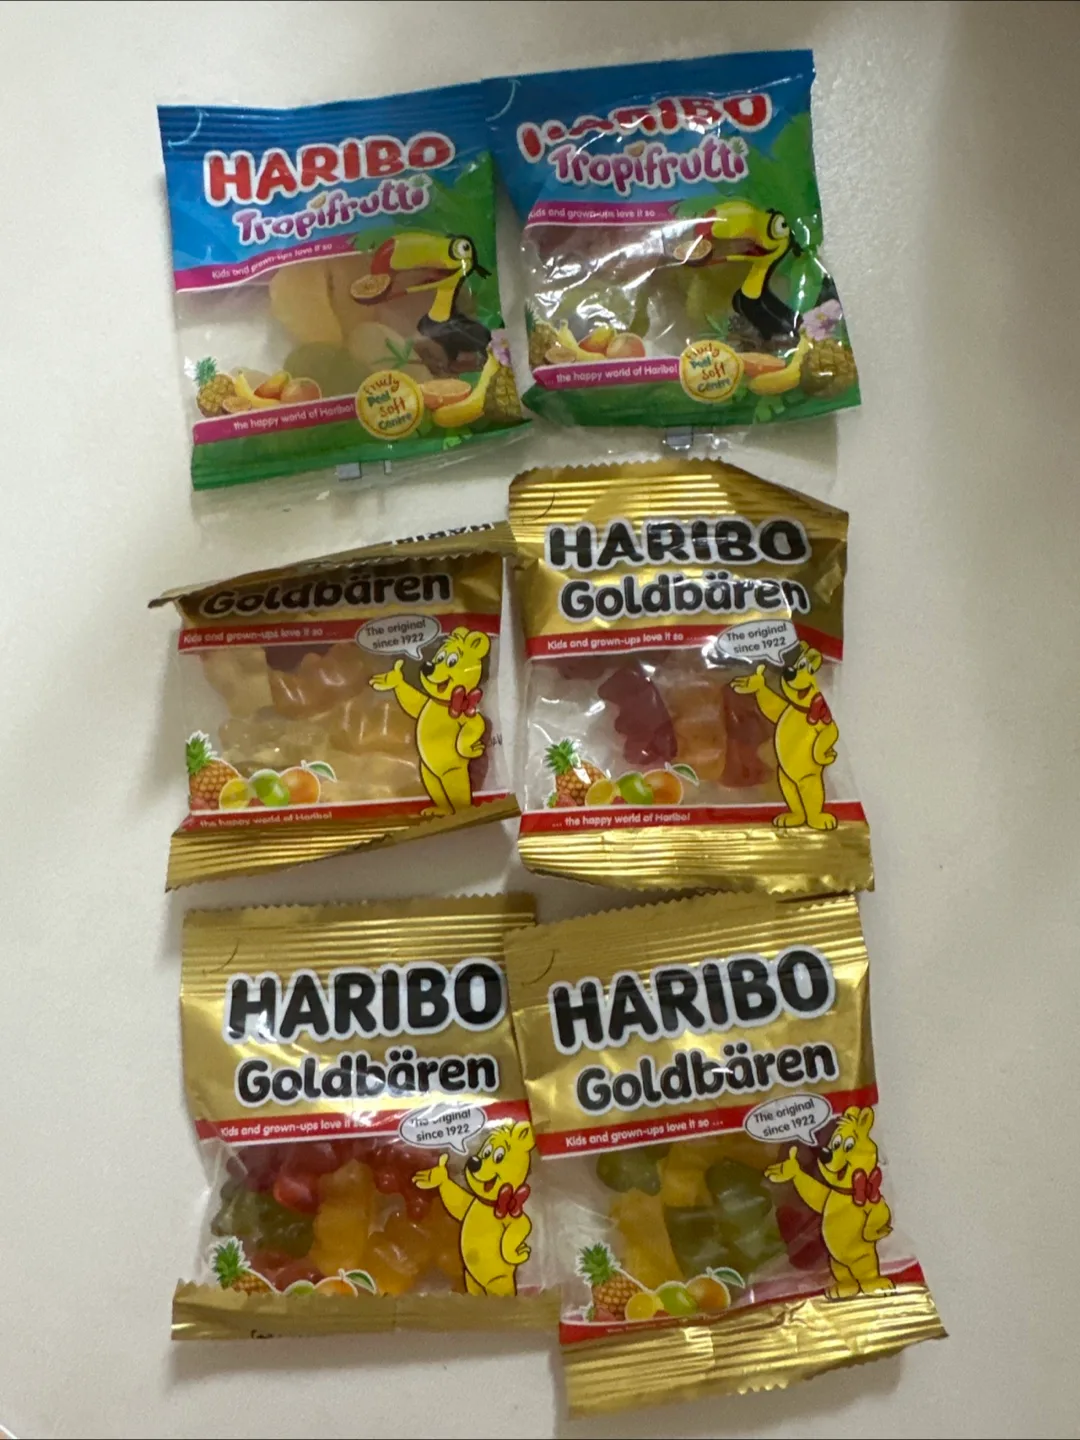 HARIBO
Tropifrutti
Kids and grown-ups love it so ...
... the happy world of Haribo!
Fruity
Peel
Soft
Centre
HARIBO
Tropifrutti
Kids and grown-ups love it so ...
... the happy world of Haribo!
Fruity
Peel
Soft
Centre
HARIBO
Goldbären
Kids and grown-ups love it so ...
The original
since 1922
... the happy world of Haribo!
HARIBO
Goldbären
Kids and grown-ups love it so ...
The original
since 1922
... the happy world of Haribo!
HARIBO
Goldbären
Kids and grown-ups love it s
The original
since 1922
HARIBO
Goldbären
Kids and grown-ups love it so ...
The original
since 1922